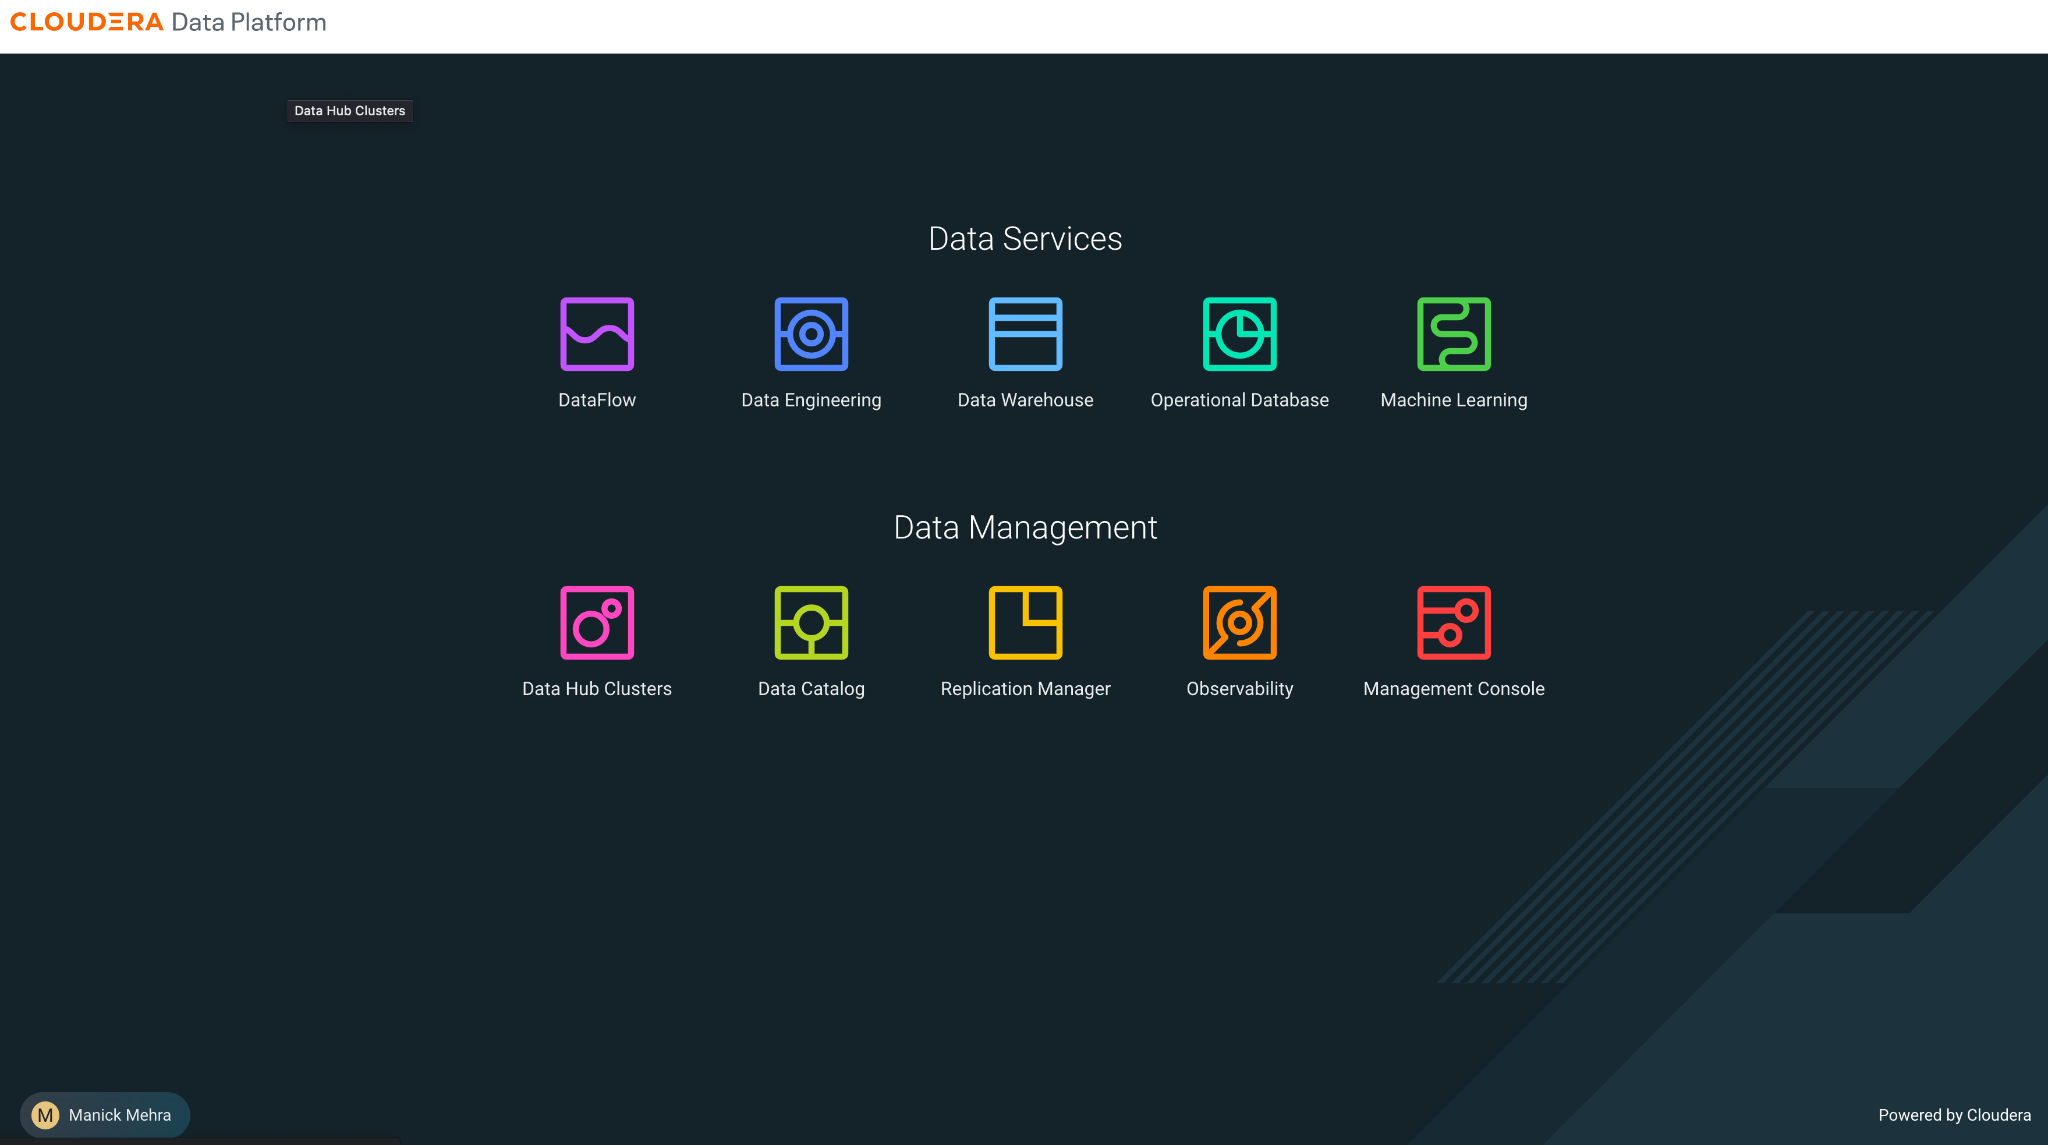 CLOUDERA Data Platform
Data Hub Clusters
Data Services
DataFlow
Data Engineering
Data Warehouse
Operational Database
Machine Learning
Data Management
Data Hub Clusters
Data Catalog
Replication Manager
Observability
Management Console
M Manick Mehra
Powered by Cloudera